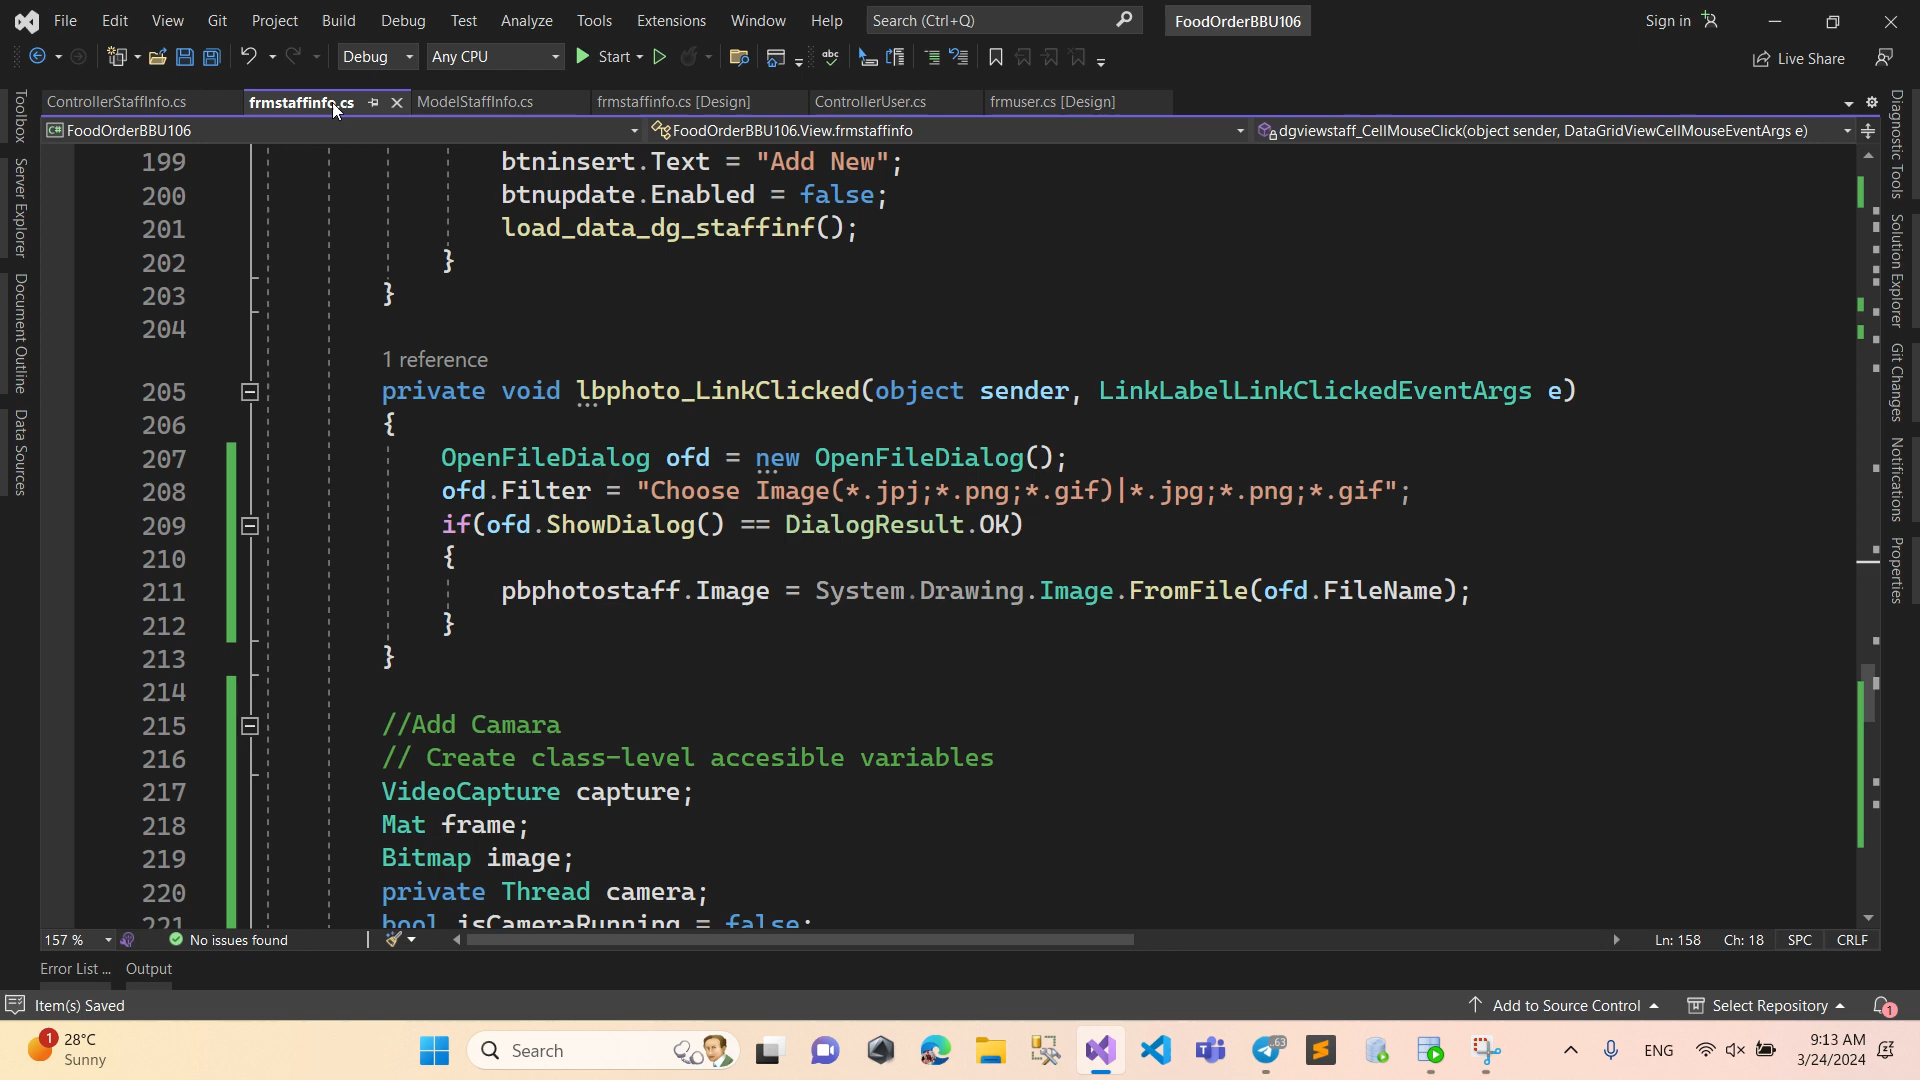 File Edit View Git Project Build Debug Test Analyze Tools Extensions Window Help Search (Ctrl+Q) FoodOrderBBU106 Sign in
Debug Any CPU Start abc Live Share
ControllerStaffInfo.cs frmstaffinfo.cs ModelStaffInfo.cs frmstaffinfo.cs [Design] ControllerUser.cs frmuser.cs [Design]
C# FoodOrderBBU106 FoodOrderBBU106.View.frmstaffinfo dgviewstaff_CellMouseClick(object sender, DataGridViewCellMouseEventArgs e)
Toolbox
Server Explorer
Document Outline
Data Sources
199 btninsert.Text = "Add New";
200 btnupdate.Enabled = false;
201 load_data_dg_staffinf();
202 }
203 }
204
1 reference
205 private void lbphoto_LinkClicked(object sender, LinkLabelLinkClickedEventArgs e)
206 {
207 OpenFileDialog ofd = new OpenFileDialog();
208 ofd.Filter = "Choose Image(*.jpj;*.png;*.gif)|*.jpg;*.png;*.gif";
209 if(ofd.ShowDialog() == DialogResult.OK)
210 {
211 pbphotostaff.Image = System.Drawing.Image.FromFile(ofd.FileName);
212 }
213 }
214
215 //Add Camara
216 // Create class-level accesible variables
217 VideoCapture capture;
218 Mat frame;
219 Bitmap image;
220 private Thread camera;
221 bool isCameraRunning = false;
Diagnostic Tools
Solution Explorer
Git Changes
Notifications
Properties
157 % No issues found Ln: 158 Ch: 18 SPC CRLF
Error List ... Output
Item(s) Saved Add to Source Control Select Repository 1
1 28°C
Sunny
Search
63
ENG
9:13 AM
3/24/2024